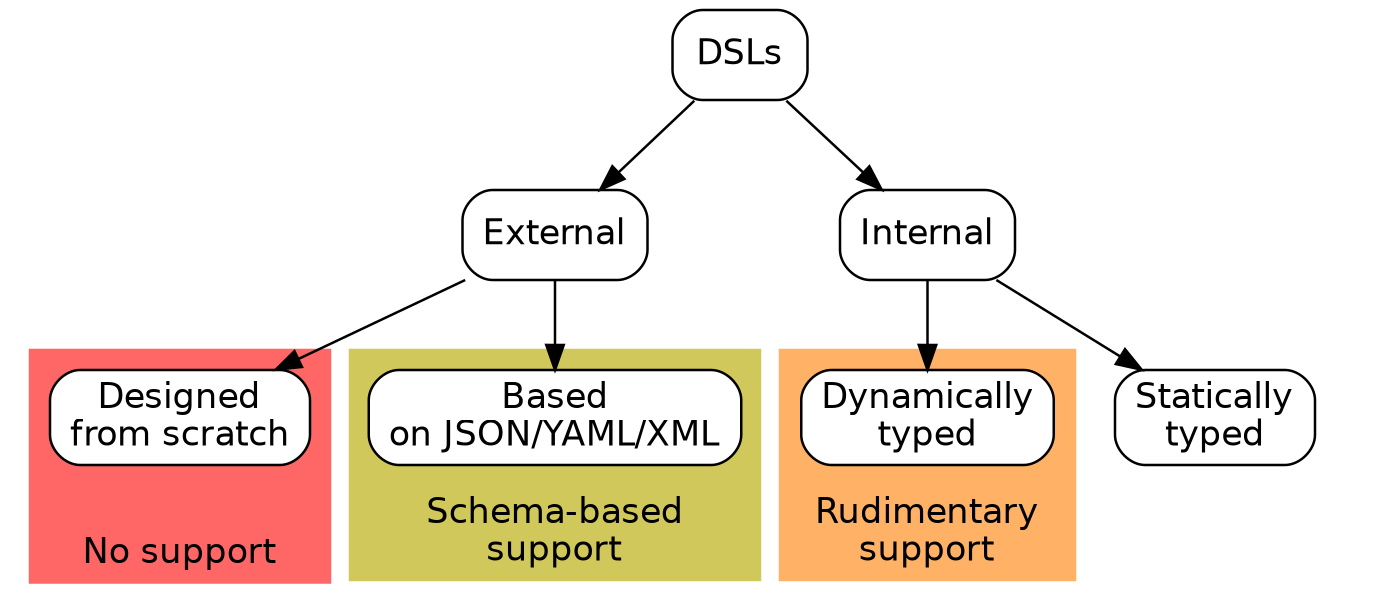 DSLs
External
Internal
Designed
from scratch
Based
on JSON/YAML/XML
Dynamically
typed
Statically
typed
No support
Schema-based
support
Rudimentary
support